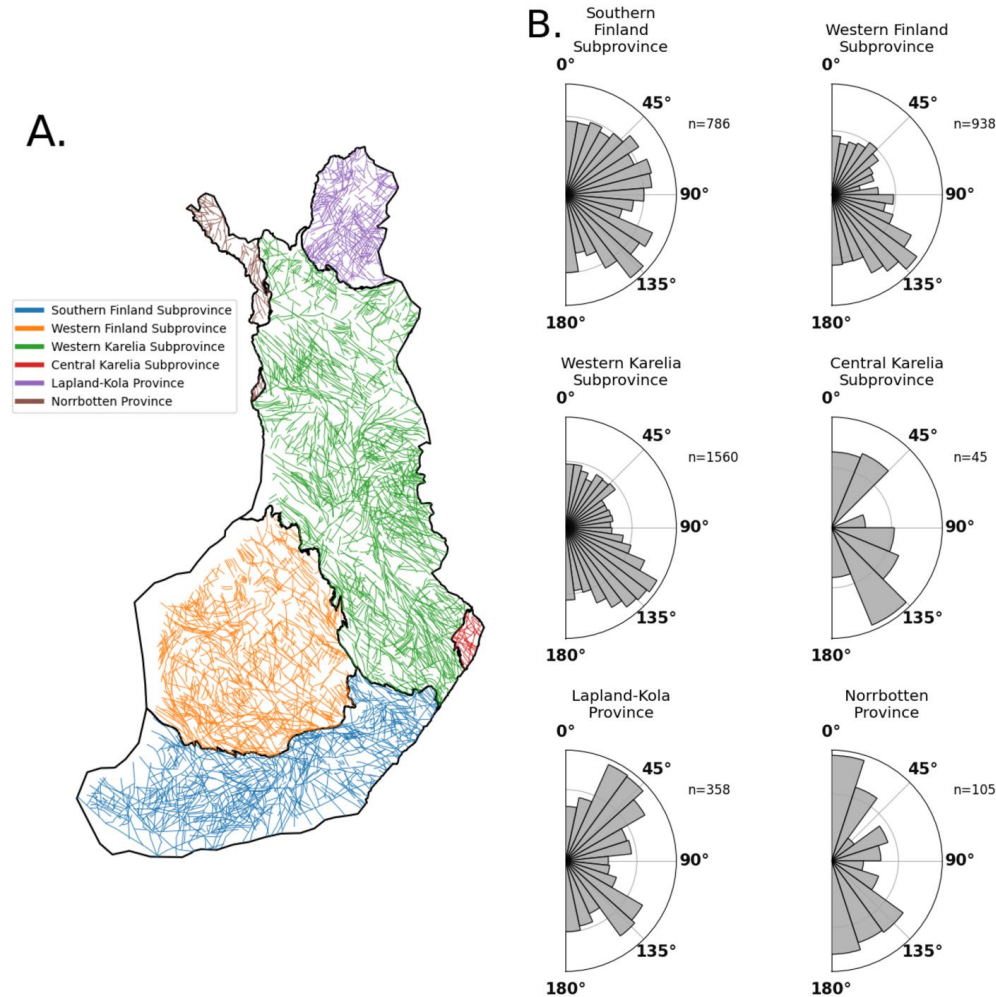 A.
Southern Finland Subprovince
Western Finland Subprovince
Western Karelia Subprovince
Central Karelia Subprovince
Lapland-Kola Province
Norrbotten Province
B.
Southern
Finland
Subprovince
0°
45°
n=786
90°
135°
180°
Western Finland
Subprovince
0°
45°
n=938
90°
135°
180°
Western Karelia
Subprovince
0°
45°
n=1560
90°
135°
180°
Central Karelia
Subprovince
0°
45°
n=45
90°
135°
180°
Lapland-Kola
Province
0°
45°
n=358
90°
135°
180°
Norrbotten
Province
0°
45°
n=105
90°
135°
180°